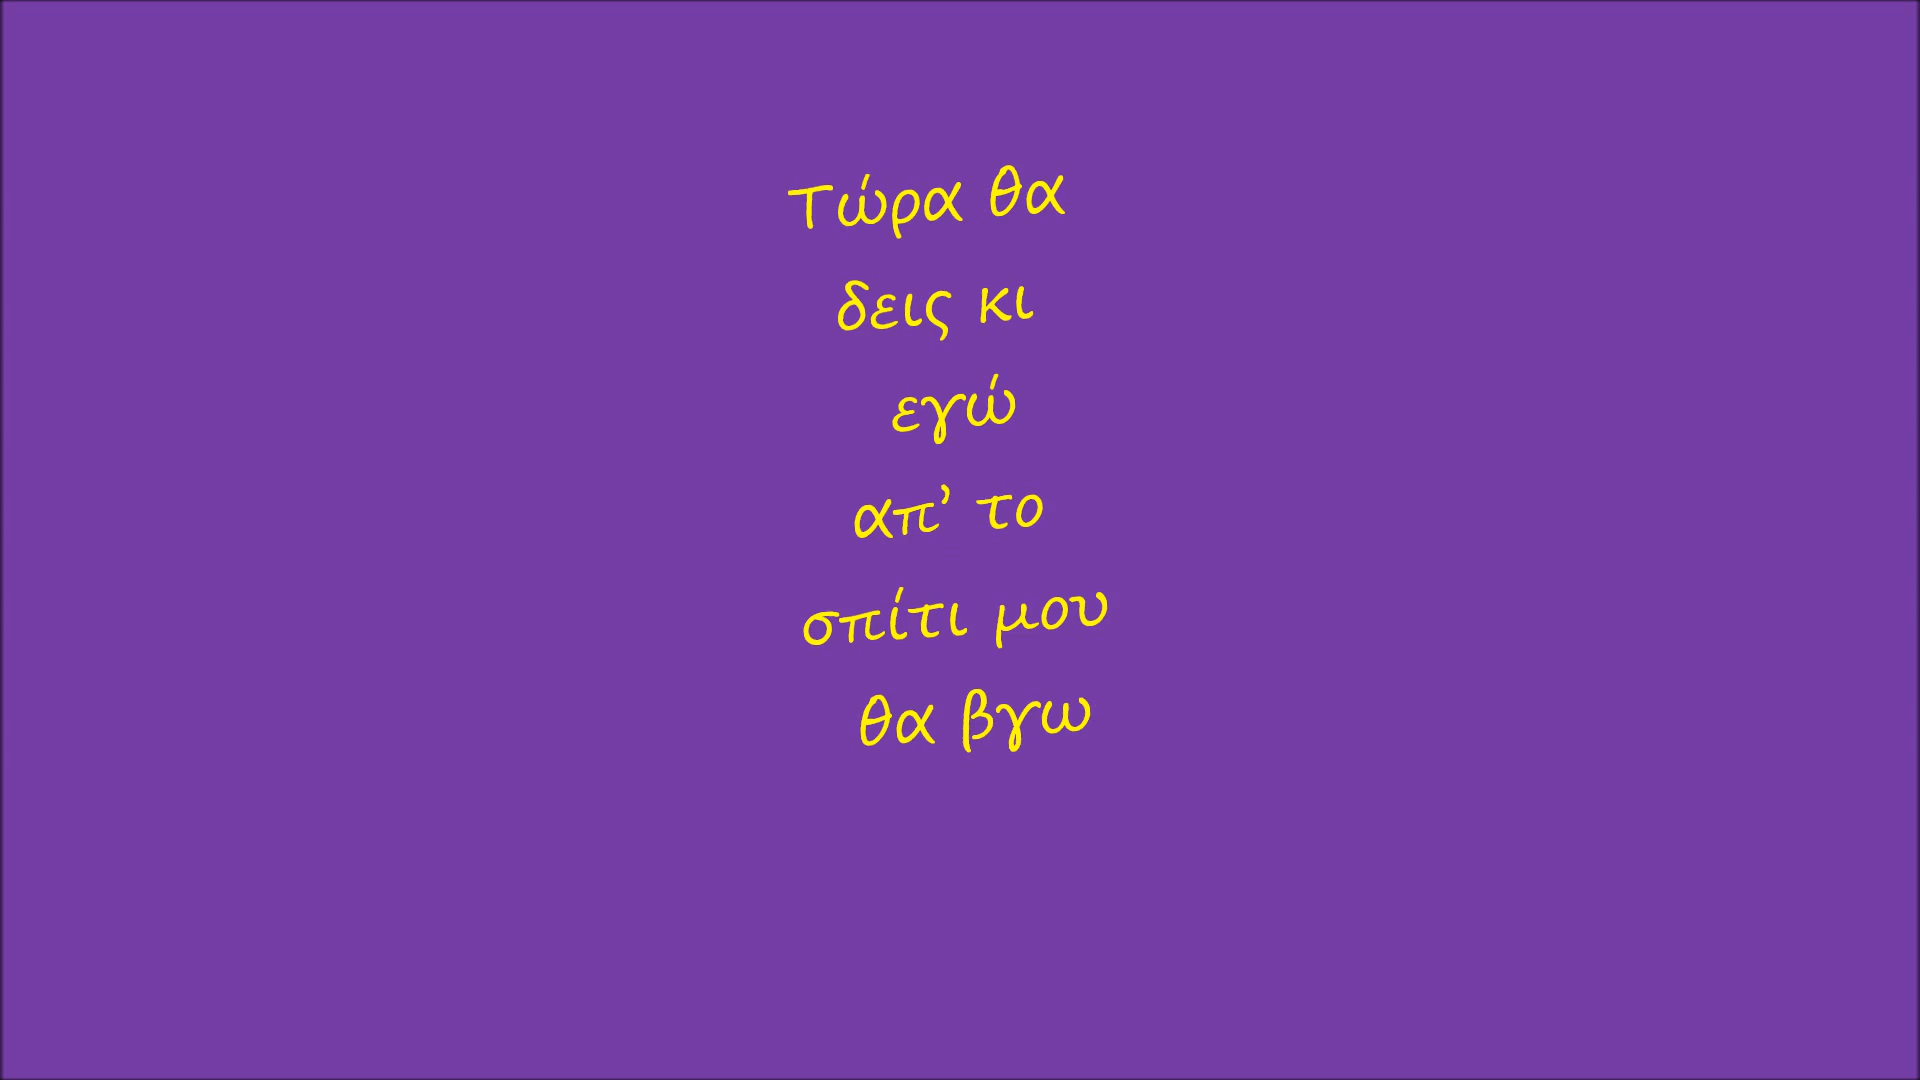 Τώρα θα
δεις κι
εγώ
απ’ το
σπίτι μου
θα βγω